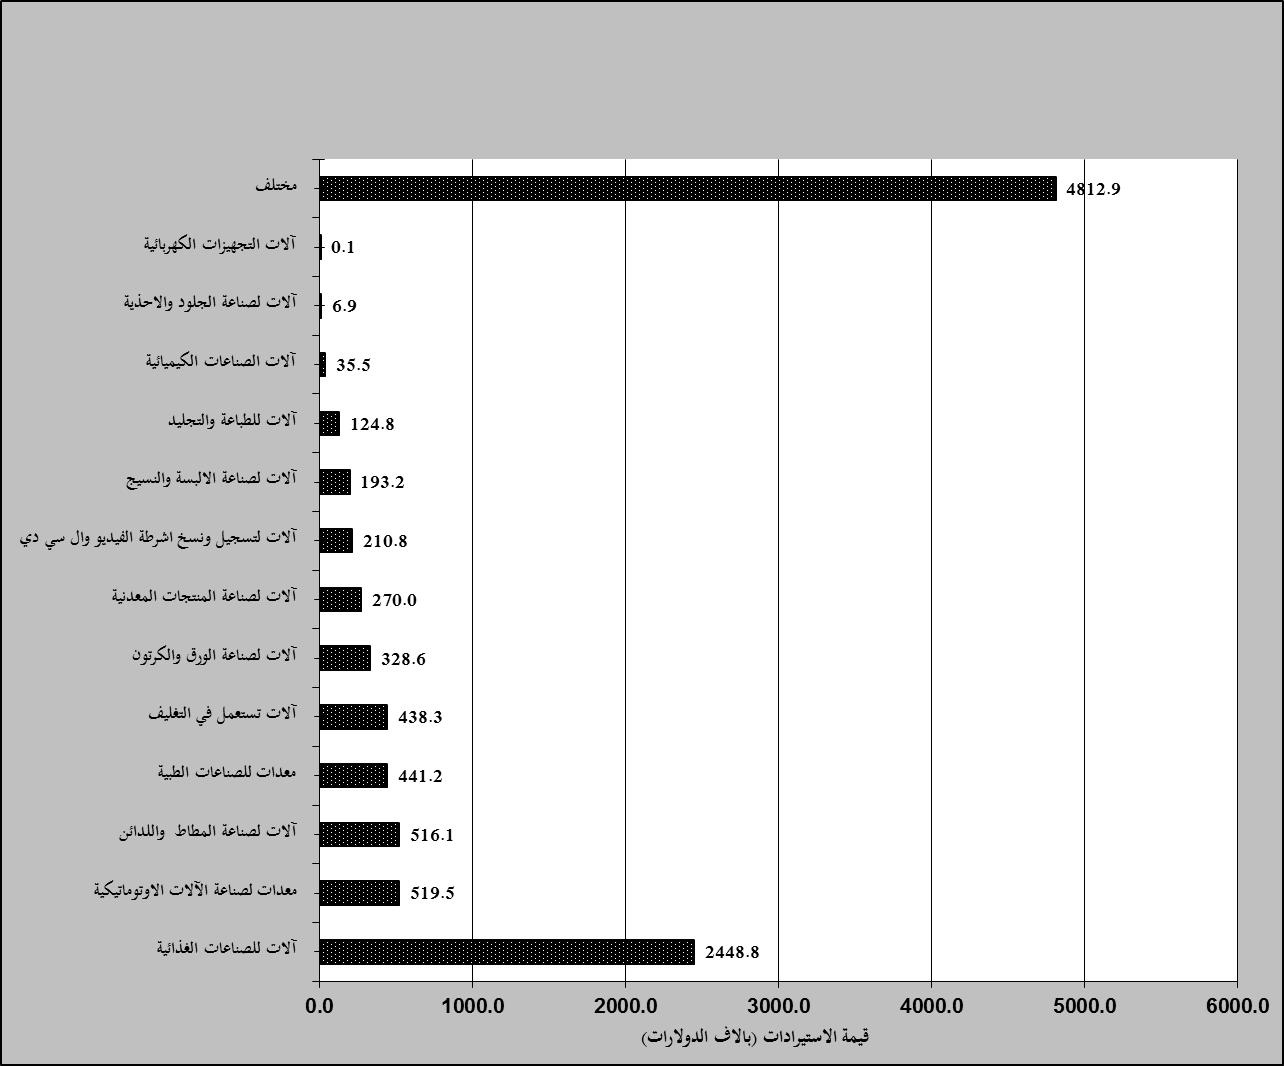 مختلف
4812.9
آلات التجهيزات الكهربائية
0.1
آلات لصناعة الجلود والاحذية
6.9
آلات الصناعات الكيميائية
35.5
آلات للطباعة والتجليد
124.8
آلات لصناعة الالبسة والنسيج
193.2
آلات لتسجيل ونسخ اشرطة الفيديو وال سي دي
210.8
آلات لصناعة المنتجات المعدنية
270.0
آلات لصناعة الورق والكرتون
328.6
آلات تستعمل في التغليف
438.3
معدات للصناعات الطبية
441.2
آلات لصناعة المطاط واللدائن
516.1
معدات لصناعة الآلات الاوتوماتيكية
519.5
آلات للصناعات الغذائية
2448.8
0.0 1000.0 2000.0 3000.0 4000.0 5000.0 6000.0
قيمة الاستيرادات (بالاف الدولارات)